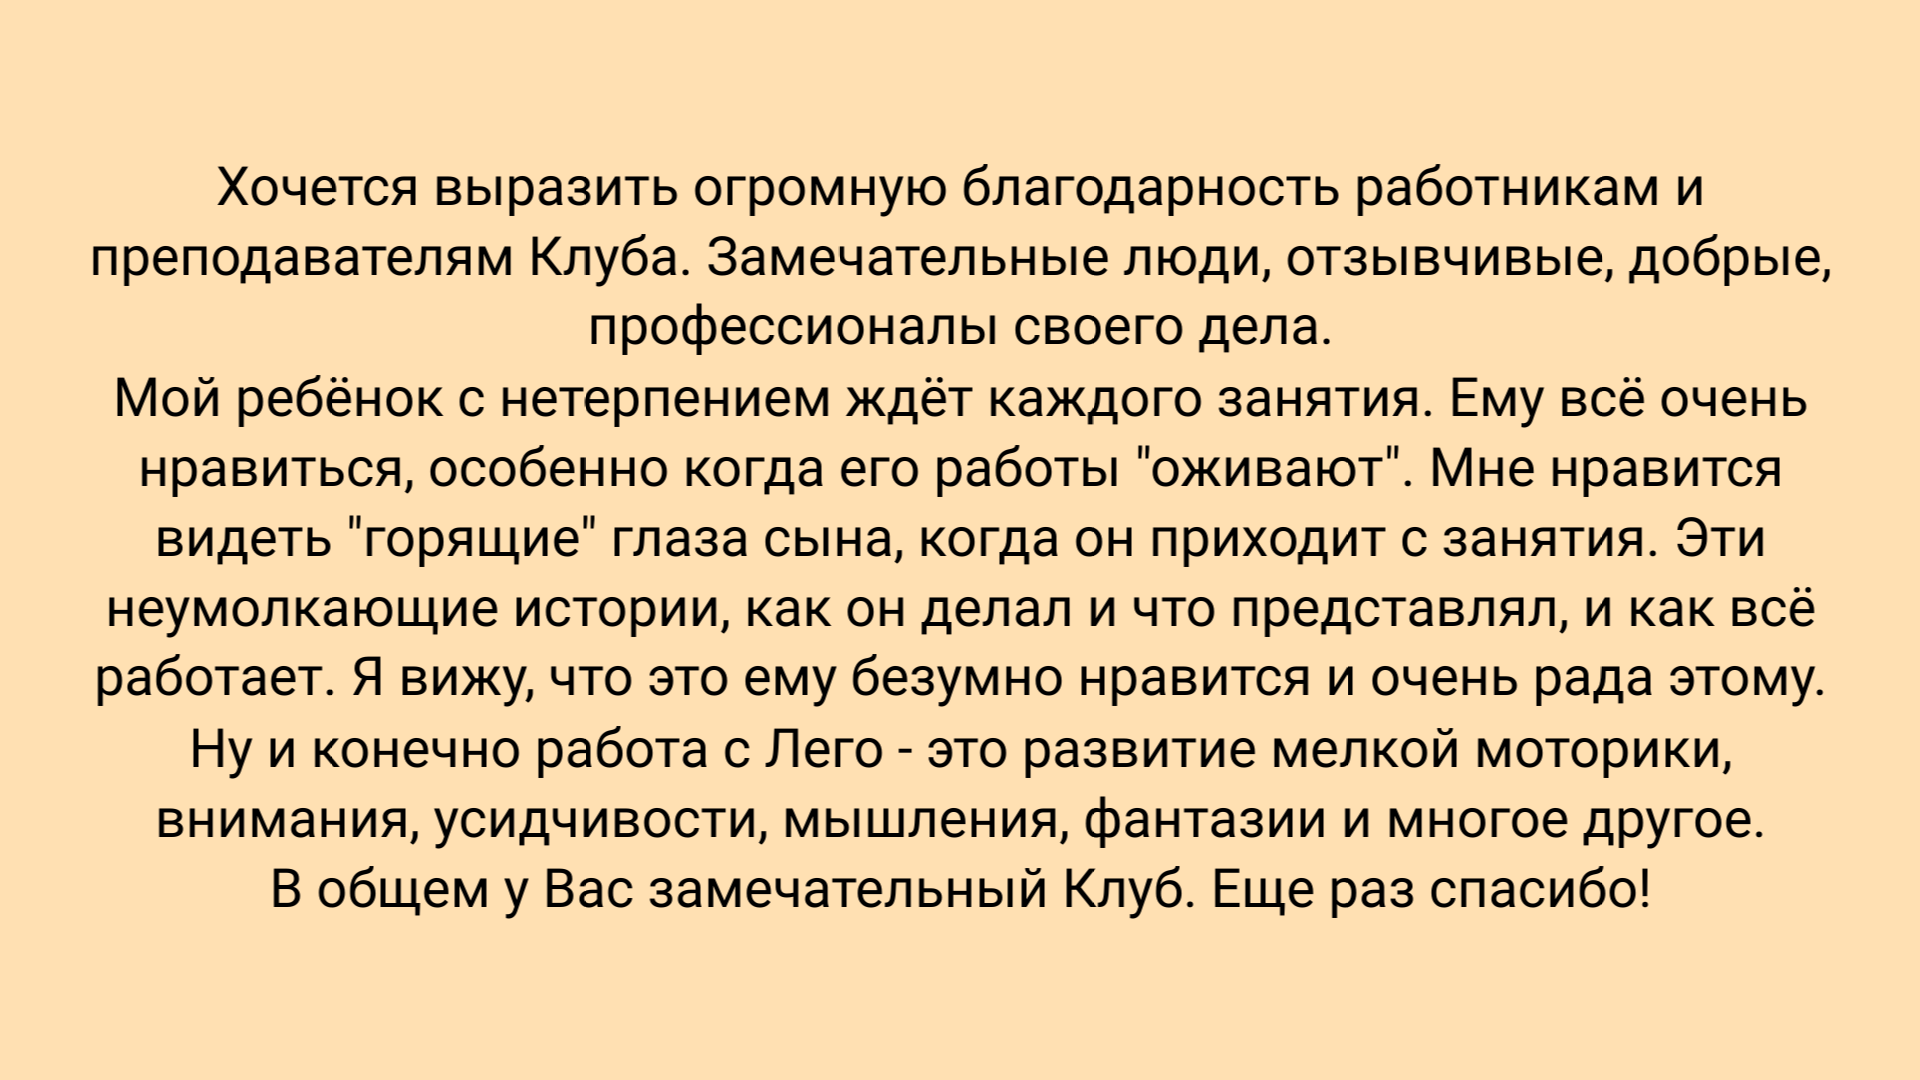 Хочется выразить огромную благодарность работникам и
преподавателям Клуба. Замечательные люди, отзывчивые, добрые,
профессионалы своего дела.
Мой ребёнок с нетерпением ждёт каждого занятия. Ему всё очень
нравиться, особенно когда его работы "оживают". Мне нравится
видеть "горящие" глаза сына, когда он приходит с занятия. Эти
неумолкающие истории, как он делал и что представлял, и как всё
работает. Я вижу, что это ему безумно нравится и очень рада этому.
Ну и конечно работа с Лего - это развитие мелкой моторики,
внимания, усидчивости, мышления, фантазии и многое другое.
В общем у Вас замечательный Клуб. Еще раз спасибо!